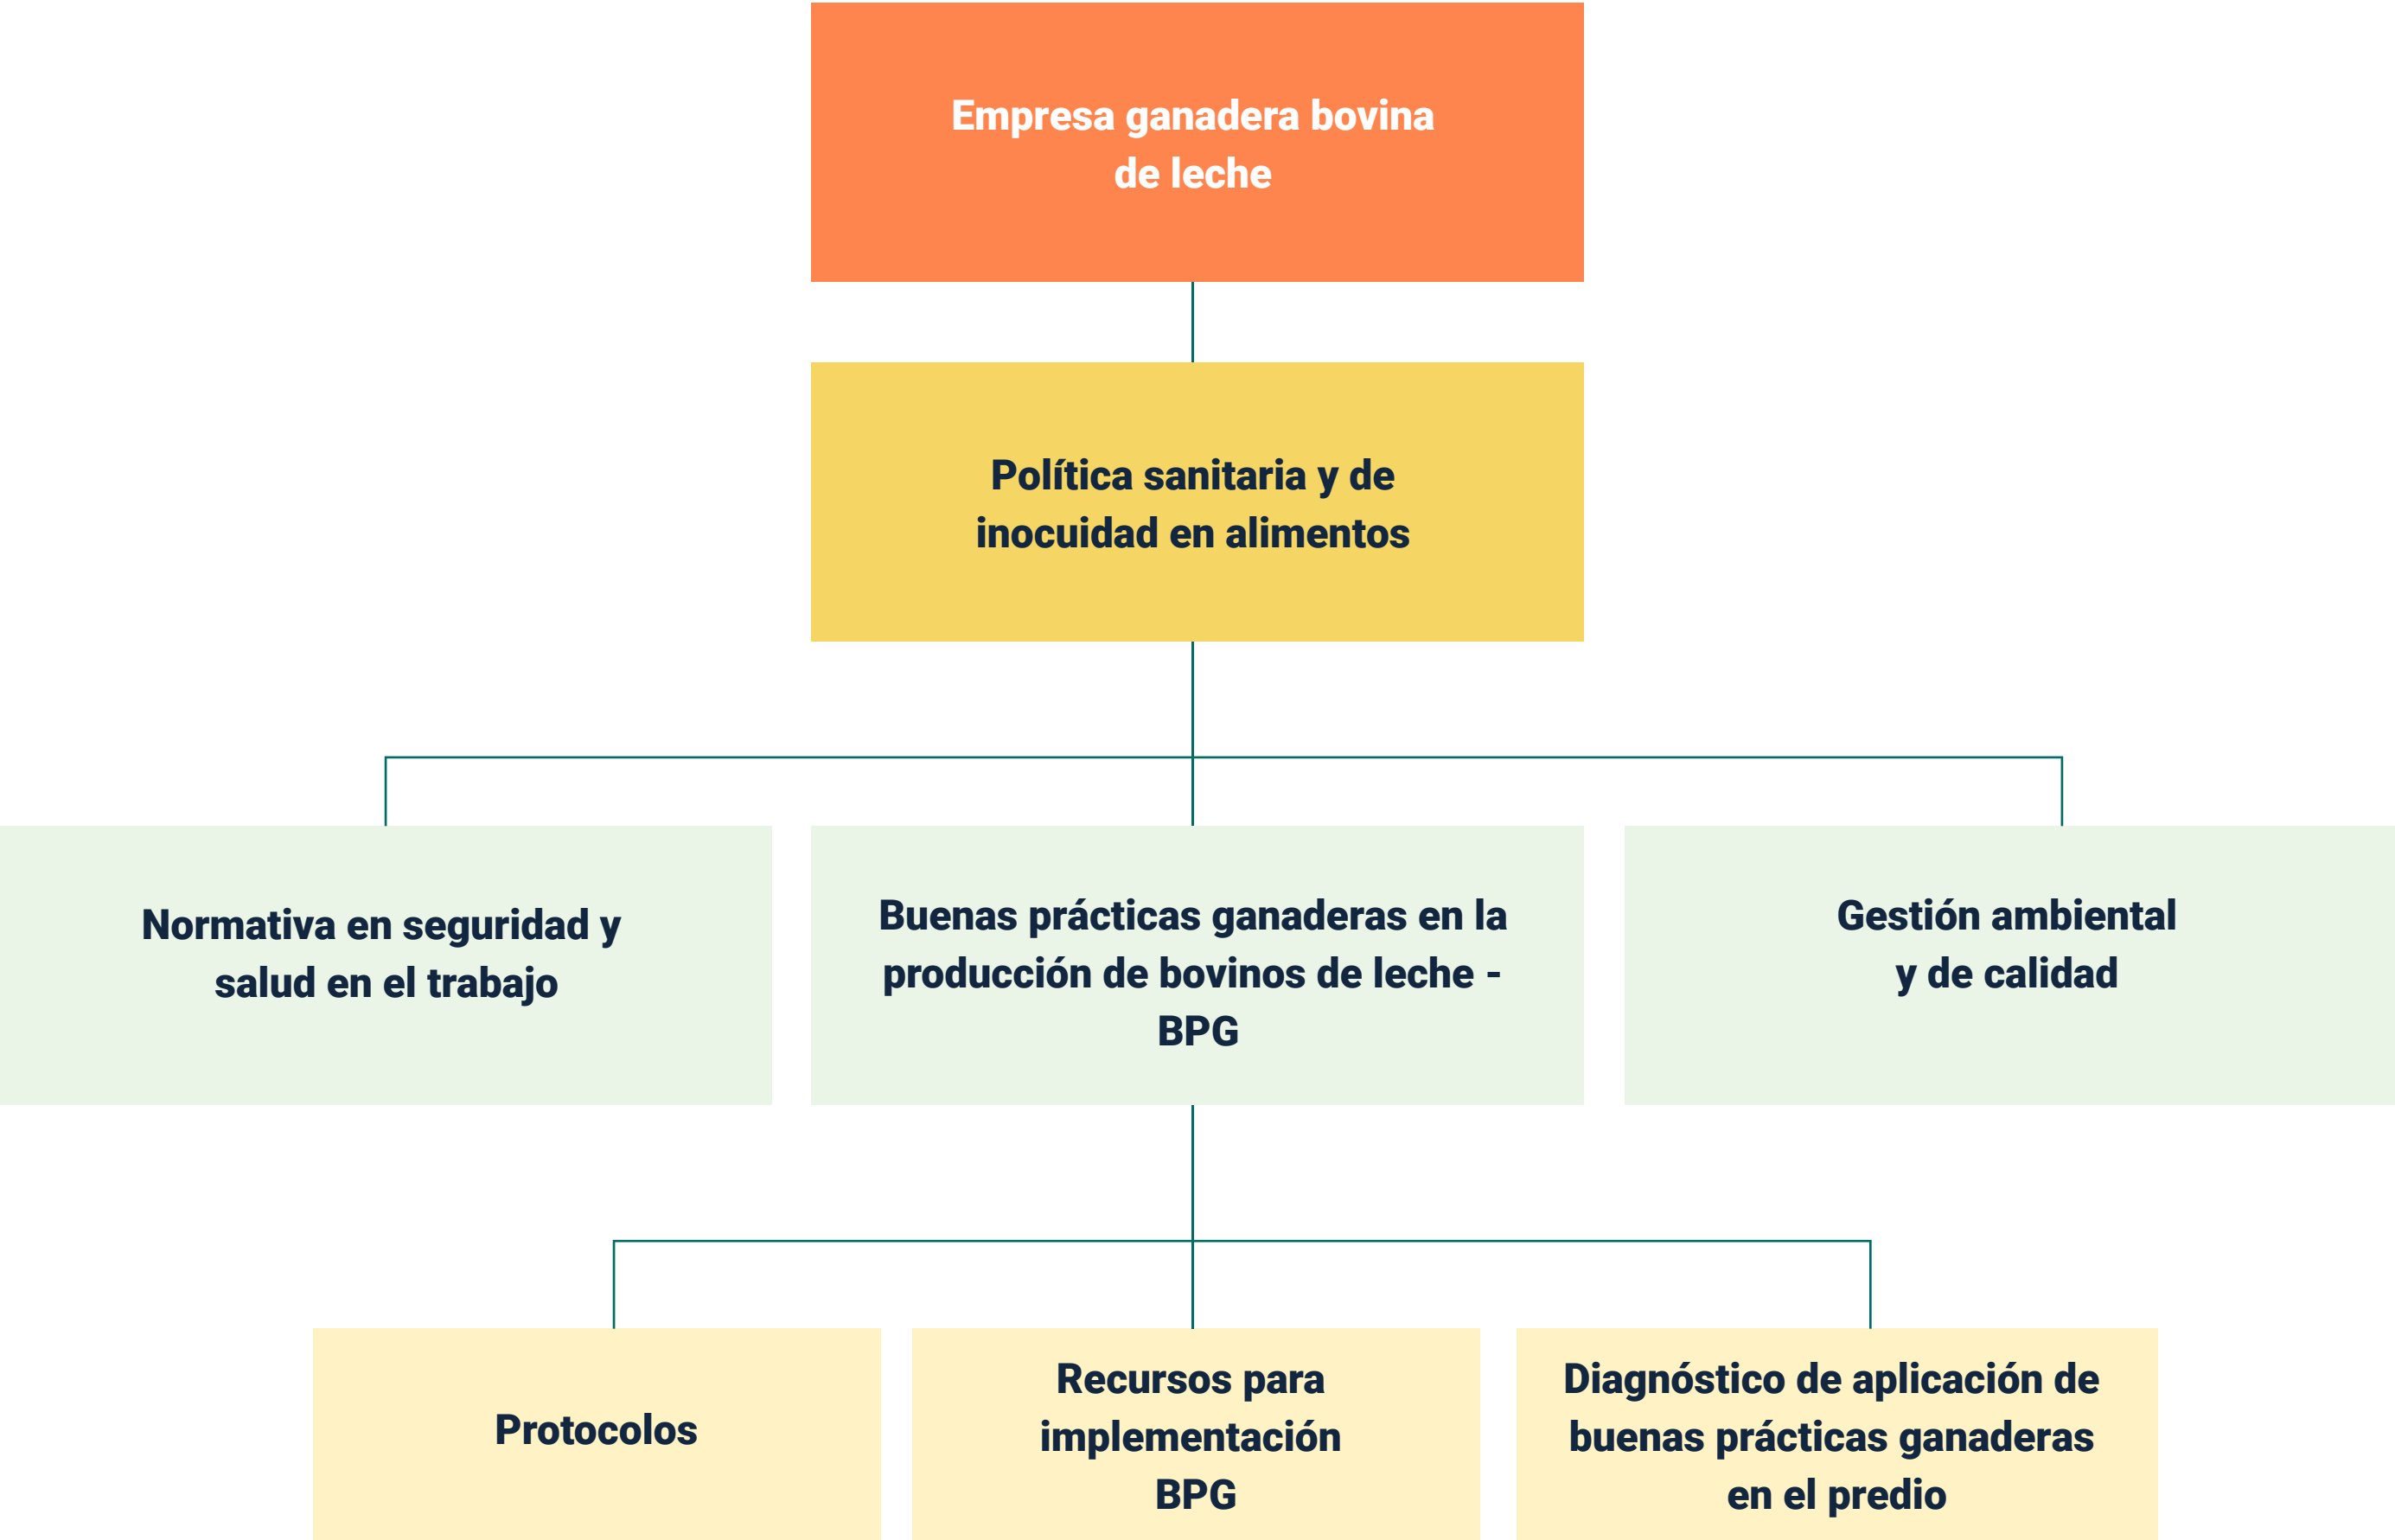 Empresa ganadera bovina
de leche
Política sanitaria y de
inocuidad en alimentos
Normativa en seguridad y
salud en el trabajo
Buenas prácticas ganaderas en la
producción de bovinos de leche -
BPG
Gestión ambiental
y de calidad
Protocolos
Recursos para
implementación
BPG
Diagnóstico de aplicación de
buenas prácticas ganaderas
en el predio